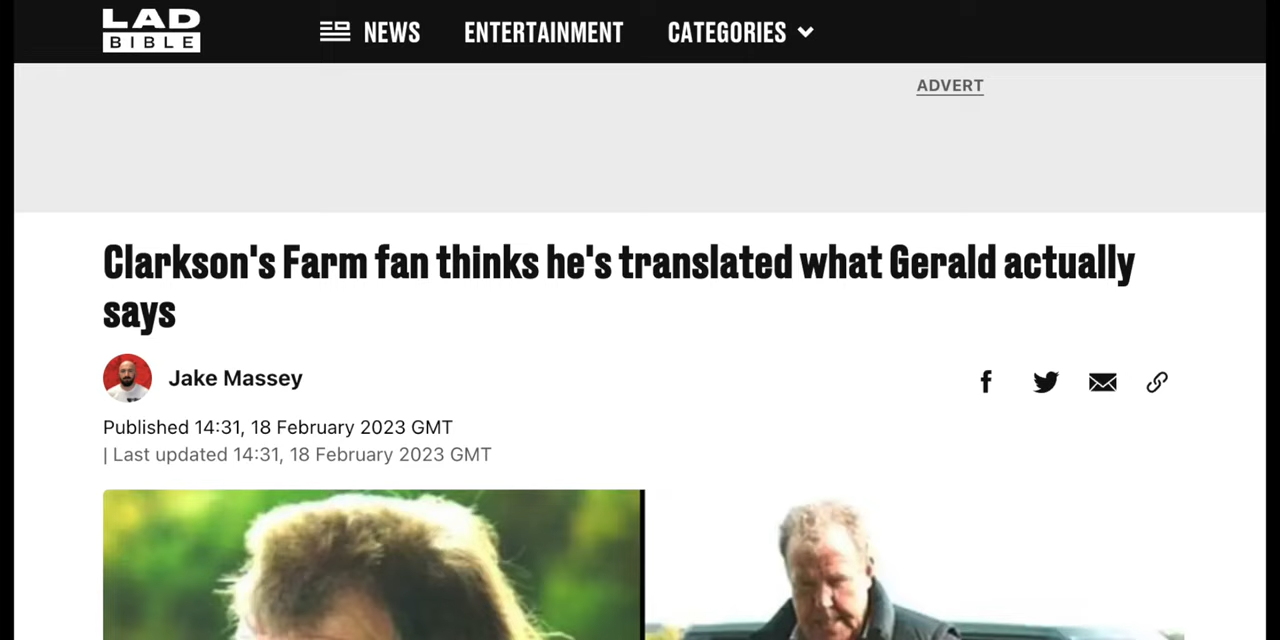 LAD
BIBLE
NEWS
ENTERTAINMENT
CATEGORIES
ADVERT
Clarkson's Farm fan thinks he's translated what Gerald actually
says
Jake Massey
Published 14:31, 18 February 2023 GMT
| Last updated 14:31, 18 February 2023 GMT